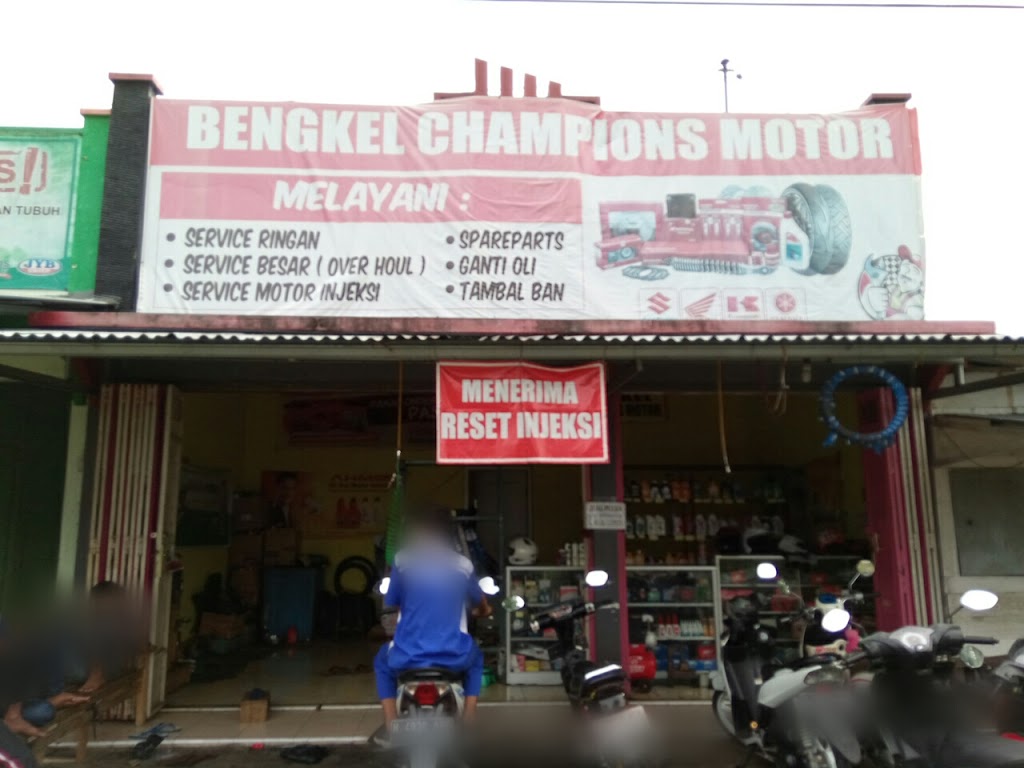 BENGKEL CHAMPIONS MOTOR
MELAYANI :
• SERVICE RINGAN
• SERVICE BESAR ( OVER HOUL )
• SERVICE MOTOR INJEKSI
• SPAREPARTS
• GANTI OLI
• TAMBAL BAN
AN TUBUH
JYB
MENERIMA
RESET INJEKSI